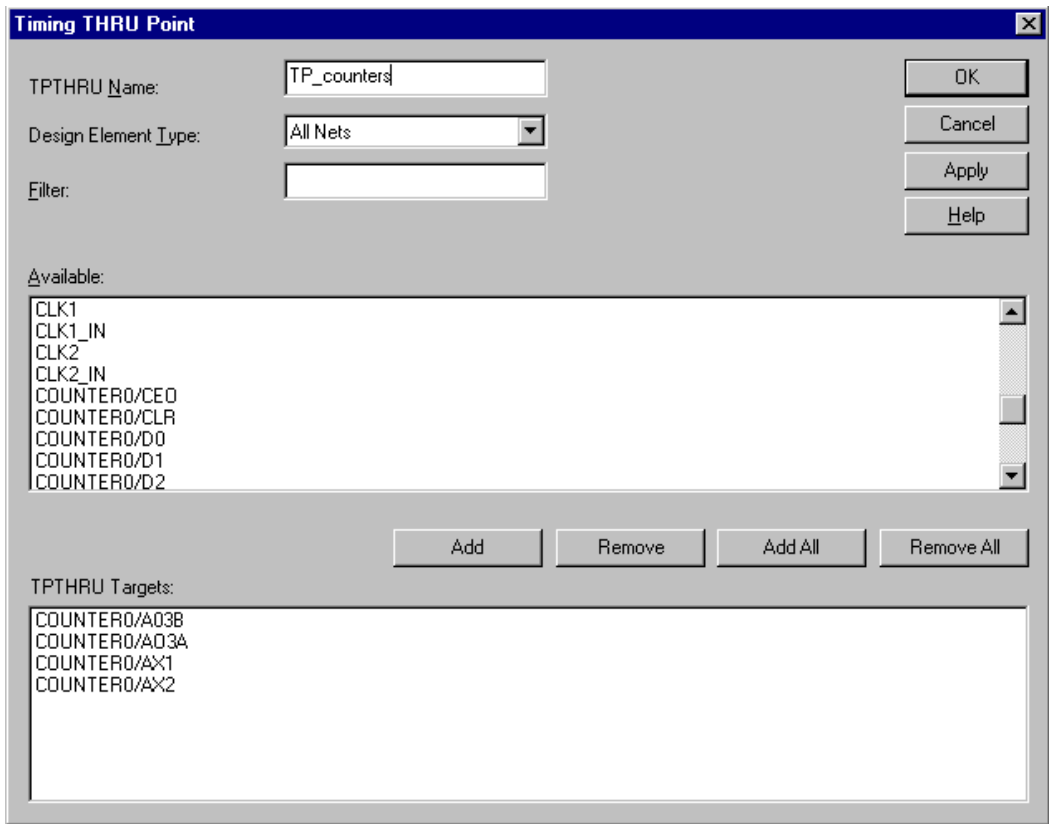 Timing THRU Point
TPTHRU Name:
TP_counters
OK
Design Element Type:
All Nets
Cancel
Filter:
Apply
Help
Available:
CLK1
CLK1_IN
CLK2
CLK2_IN
COUNTER0/CEO
COUNTER0/CLR
COUNTER0/D0
COUNTER0/D1
COUNTER0/D2
Add
Remove
Add All
Remove All
TPTHRU Targets:
COUNTER0/A03B
COUNTER0/AO3A
COUNTER0/AX1
COUNTER0/AX2